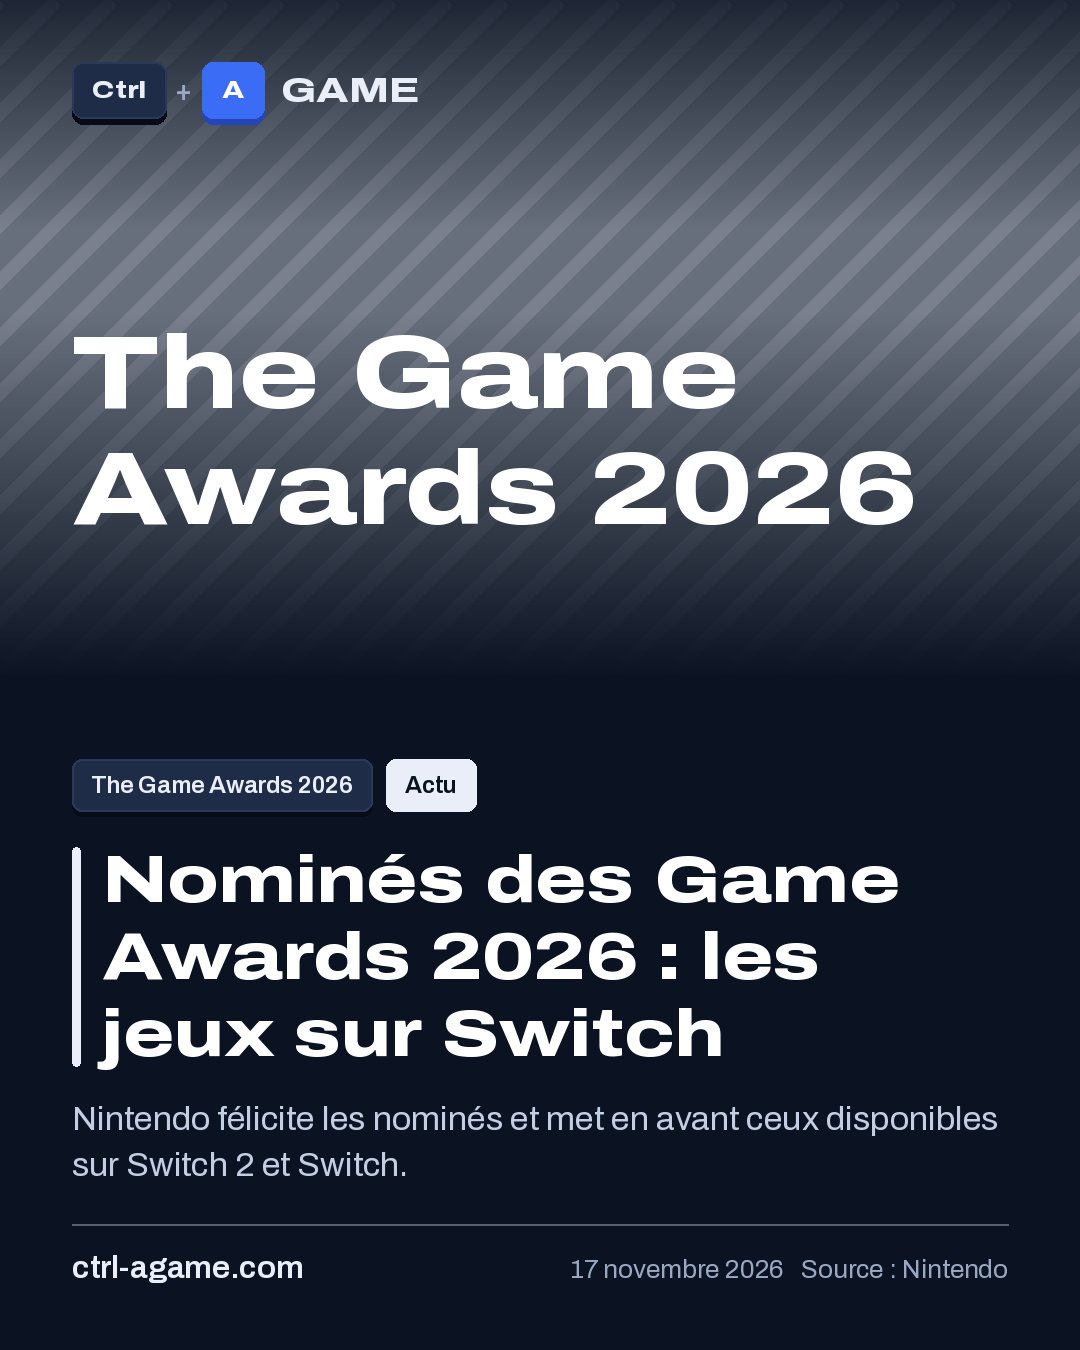 Ctrl + A GAME
The Game
Awards 2026
The Game Awards 2026 Actu
Nominés des Game
Awards 2026 : les
jeux sur Switch
Nintendo félicite les nominés et met en avant ceux disponibles
sur Switch 2 et Switch.
ctrl-agame.com 17 novembre 2026 Source : Nintendo